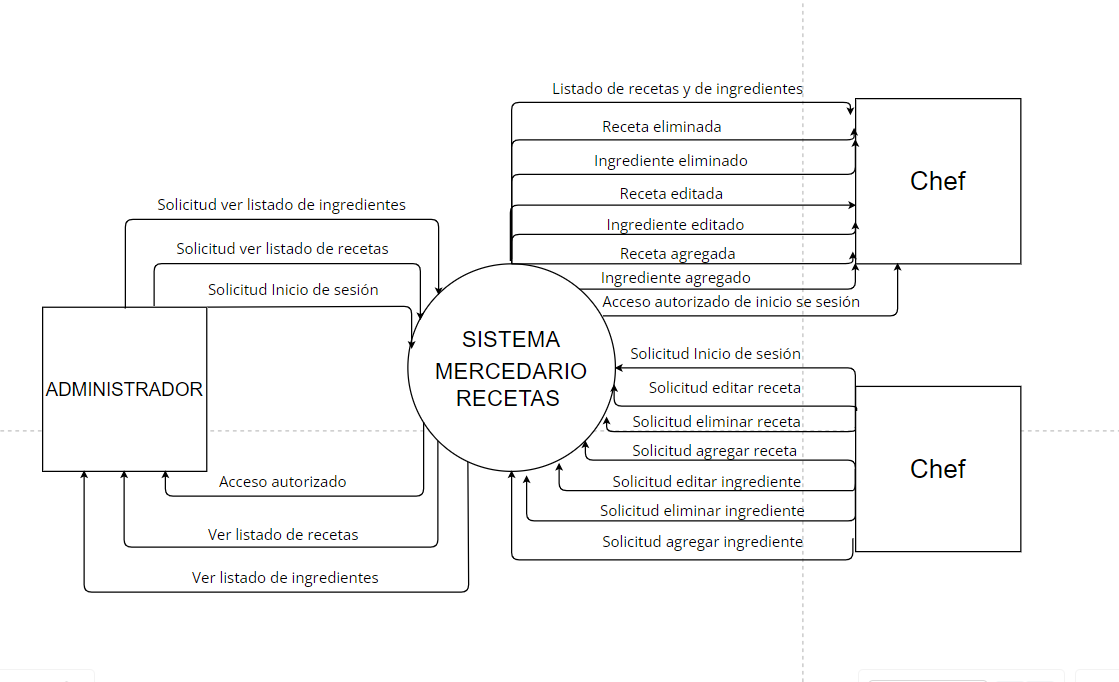 Listado de recetas y de ingredientes
Receta eliminada
Ingrediente eliminado
Receta editada
Ingrediente editado
Receta agregada
Ingrediente agregado
Acceso autorizado de inicio se sesión
Chef
Solicitud ver listado de ingredientes
Solicitud ver listado de recetas
Solicitud Inicio de sesión
ADMINISTRADOR
SISTEMA
MERCEDARIO
RECETAS
Acceso autorizado
Ver listado de recetas
Ver listado de ingredientes
Solicitud Inicio de sesión
Solicitud editar receta
Solicitud eliminar receta
Solicitud agregar receta
Solicitud editar ingrediente
Solicitud eliminar ingrediente
Solicitud agregar ingrediente
Chef